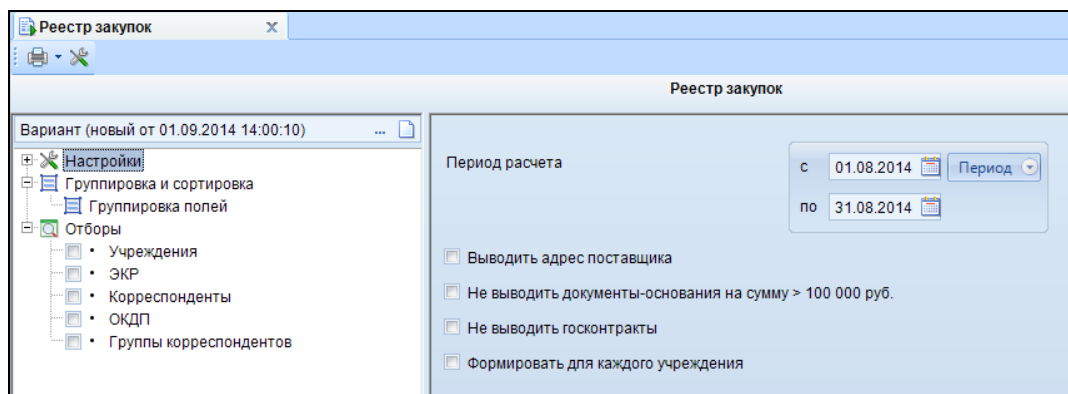 Реестр закупок x
Реестр закупок
Вариант (новый от 01.09.2014 14:00:10) ...
Настройки
Группировка и сортировка
Группировка полей
Отборы
Учреждения
ЭКР
Корреспонденты
ОКДП
Группы корреспондентов
Период расчета
с 01.08.2014 Период
по 31.08.2014
Выводить адрес поставщика
Не выводить документы-основания на сумму > 100 000 руб.
Не выводить госконтракты
Формировать для каждого учреждения